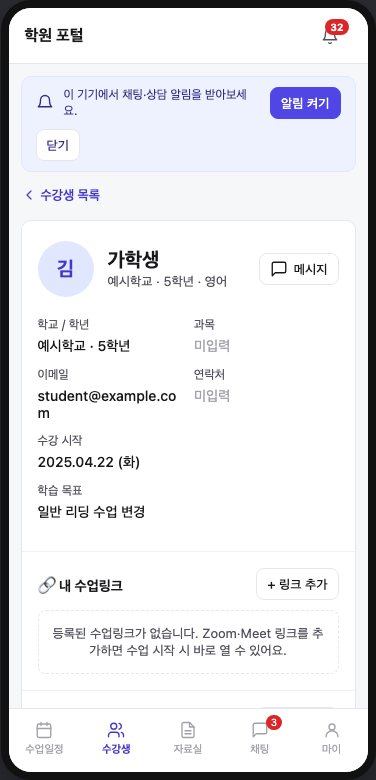 학원 포털
32
이 기기에서 채팅·상담 알림을 받아보세
요.
알림 켜기
닫기
수강생 목록
김
가학생
예시학교 · 5학년 · 영어
메시지
학교 / 학년
예시학교 · 5학년
과목
미입력
이메일
student@example.co
m
연락처
미입력
수강 시작
2025.04.22 (화)
학습 목표
일반 리딩 수업 변경
내 수업링크
+ 링크 추가
등록된 수업링크가 없습니다. Zoom·Meet 링크를 추
가하면 수업 시작 시 바로 열 수 있어요.
수업일정
수강생
자료실
3
채팅
마이